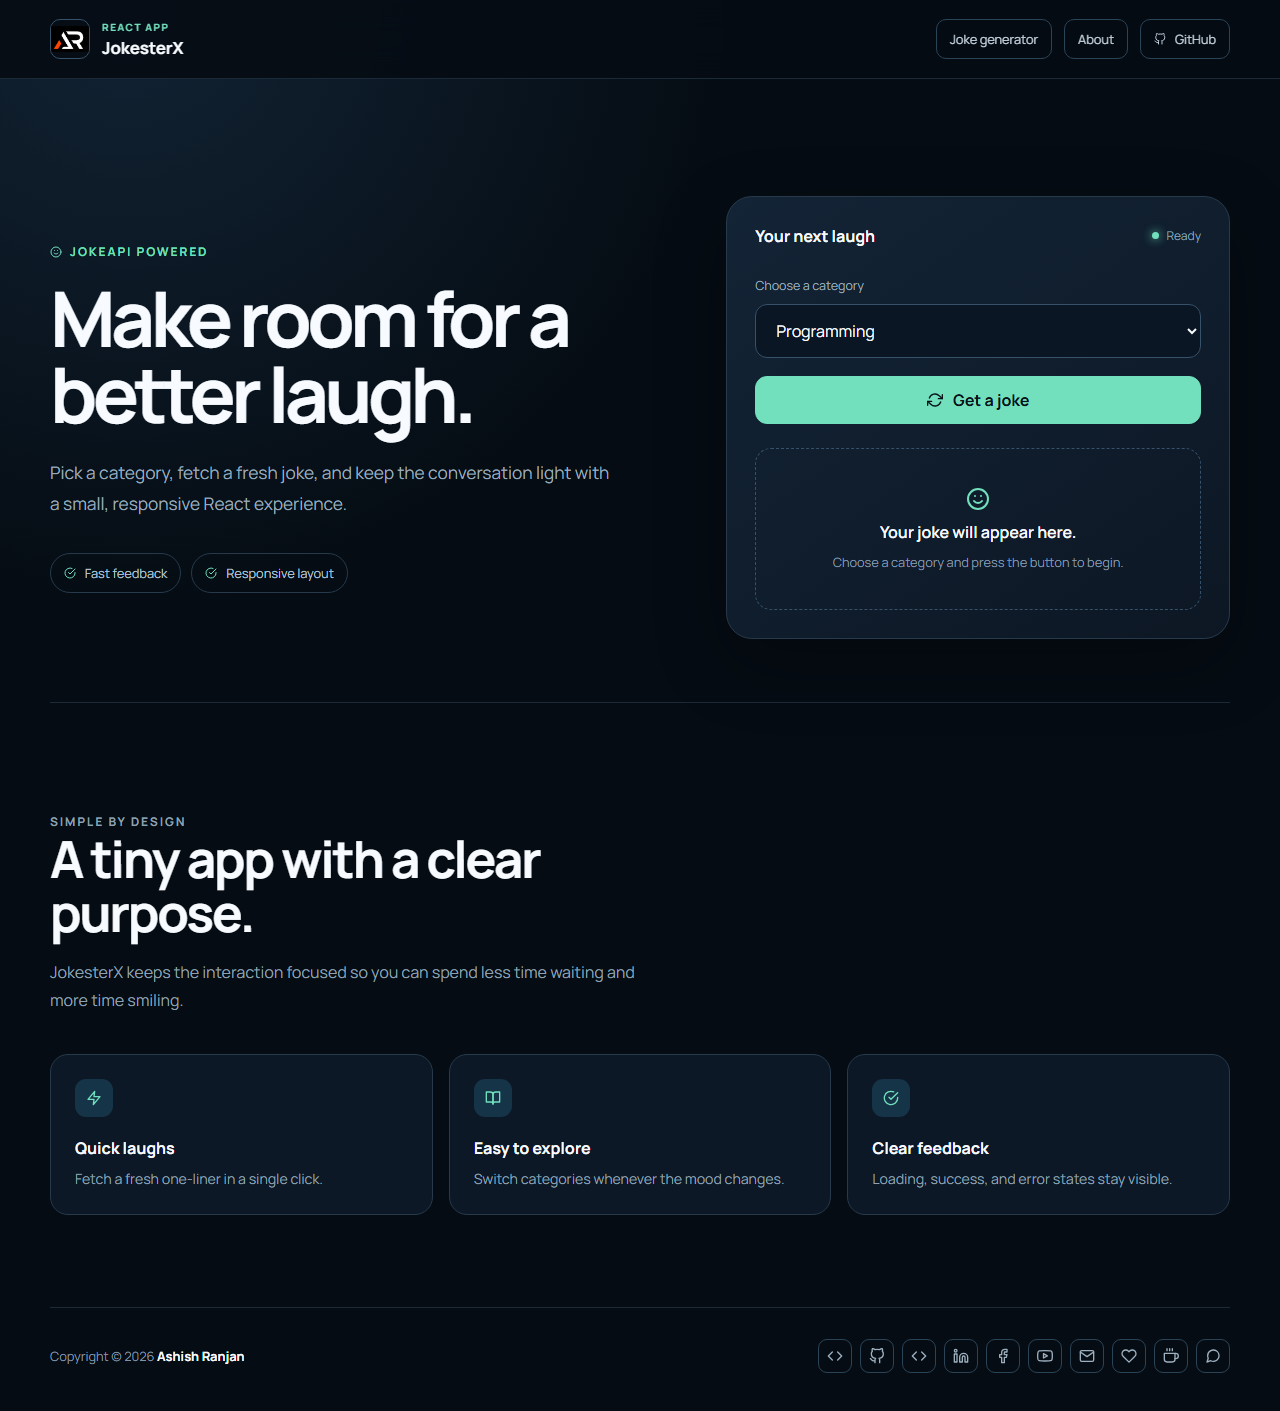 REACT APP
JokesterX
Joke generator
About
GitHub
JOKEAPI POWERED
Make room for a
better laugh.
Pick a category, fetch a fresh joke, and keep the conversation light with
a small, responsive React experience.
Fast feedback
Responsive layout
Your next laugh
Ready
Choose a category
Programming
Get a joke
Your joke will appear here.
Choose a category and press the button to begin.
SIMPLE BY DESIGN
A tiny app with a clear
purpose.
JokesterX keeps the interaction focused so you can spend less time waiting and
more time smiling.
Quick laughs
Fetch a fresh one-liner in a single click.
Easy to explore
Switch categories whenever the mood changes.
Clear feedback
Loading, success, and error states stay visible.
Copyright © 2026 Ashish Ranjan